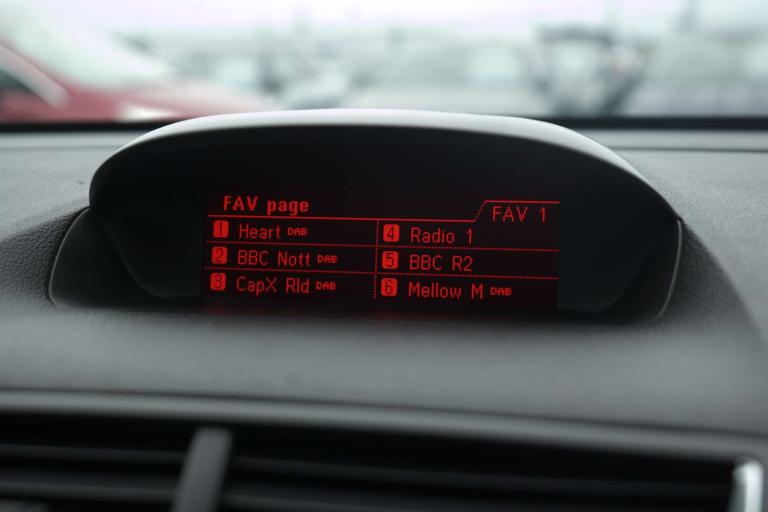 FAV page
FAV 1
1 Heart DAB
2 BBC Nott DAB
3 CapX Rld DAB
4 Radio 1
5 BBC R2
6 Mellow M DAB